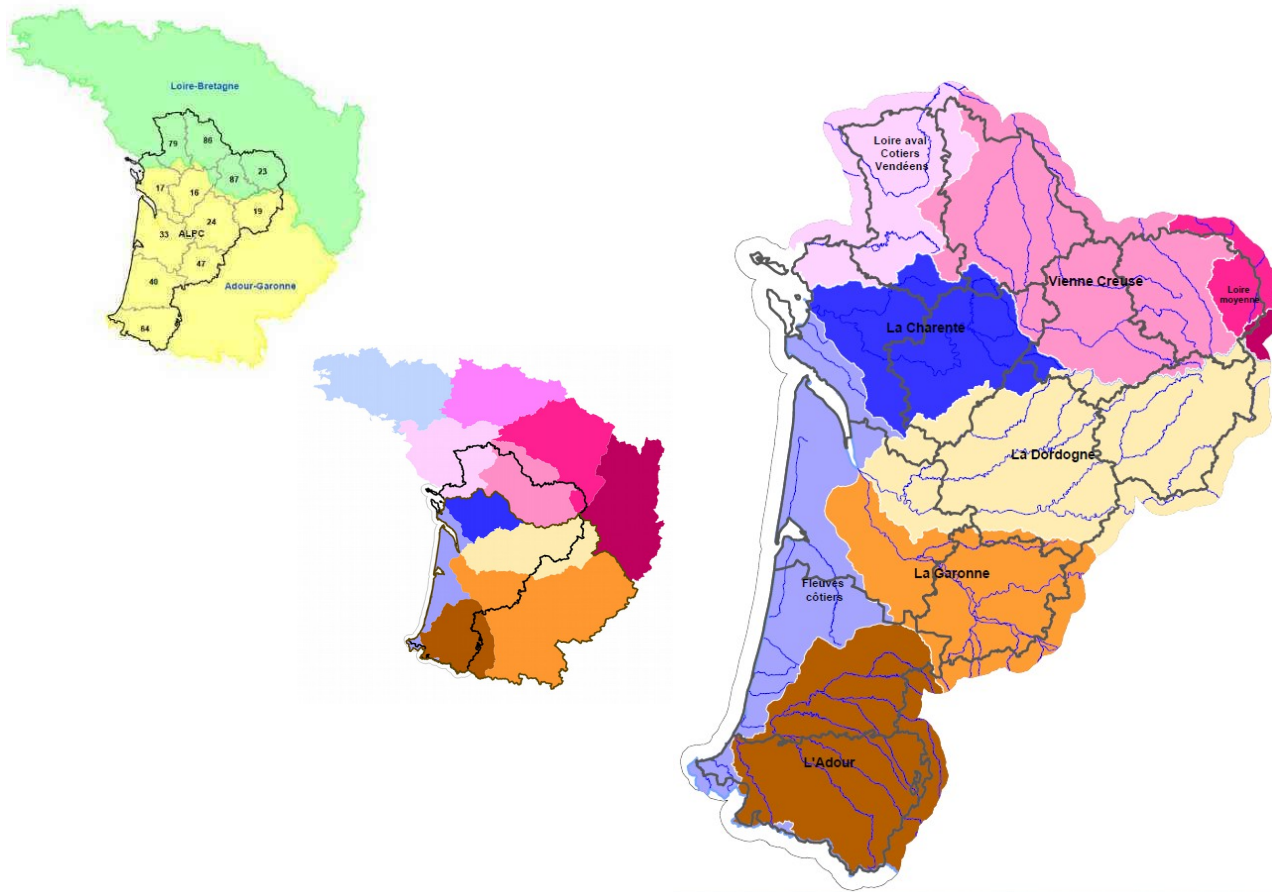 Loire-Bretagne
79
86
87
23
17
16
19
24
33
ALPC
47
40
Adour-Garonne
64
Loire aval
Cotiers
Vendéens
Vienne Creuse
Loire
moyenne
La Charente
La Dordogne
La Garonne
Fleuves
côtiers
L'Adour